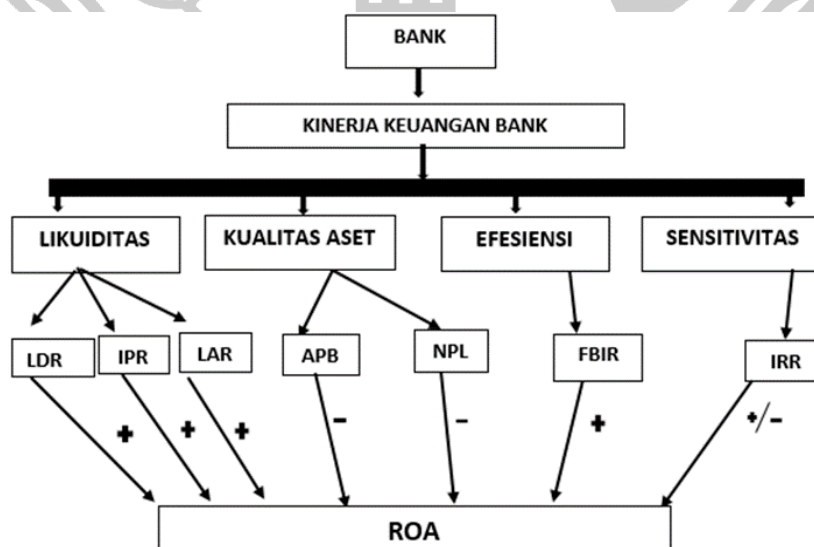 BANK
KINERJA KEUANGAN BANK
LIKUIDITAS
KUALITAS ASET
EFESIENSI
SENSITIVITAS
LDR
IPR
LAR
APB
NPL
FBIR
IRR
+
+
+
-
-
+
+/-
ROA